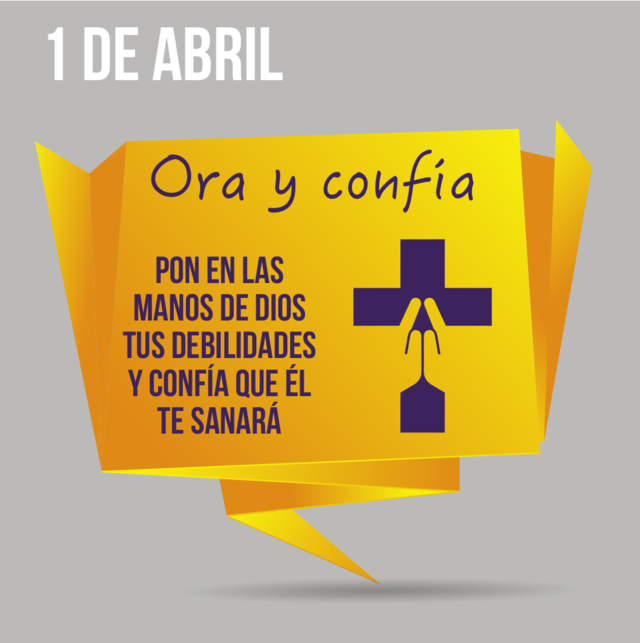 1 DE ABRIL
Ora y confía
PON EN LAS
MANOS DE DIOS
TUS DEBILIDADES
Y CONFÍA QUE ÉL
TE SANARÁ